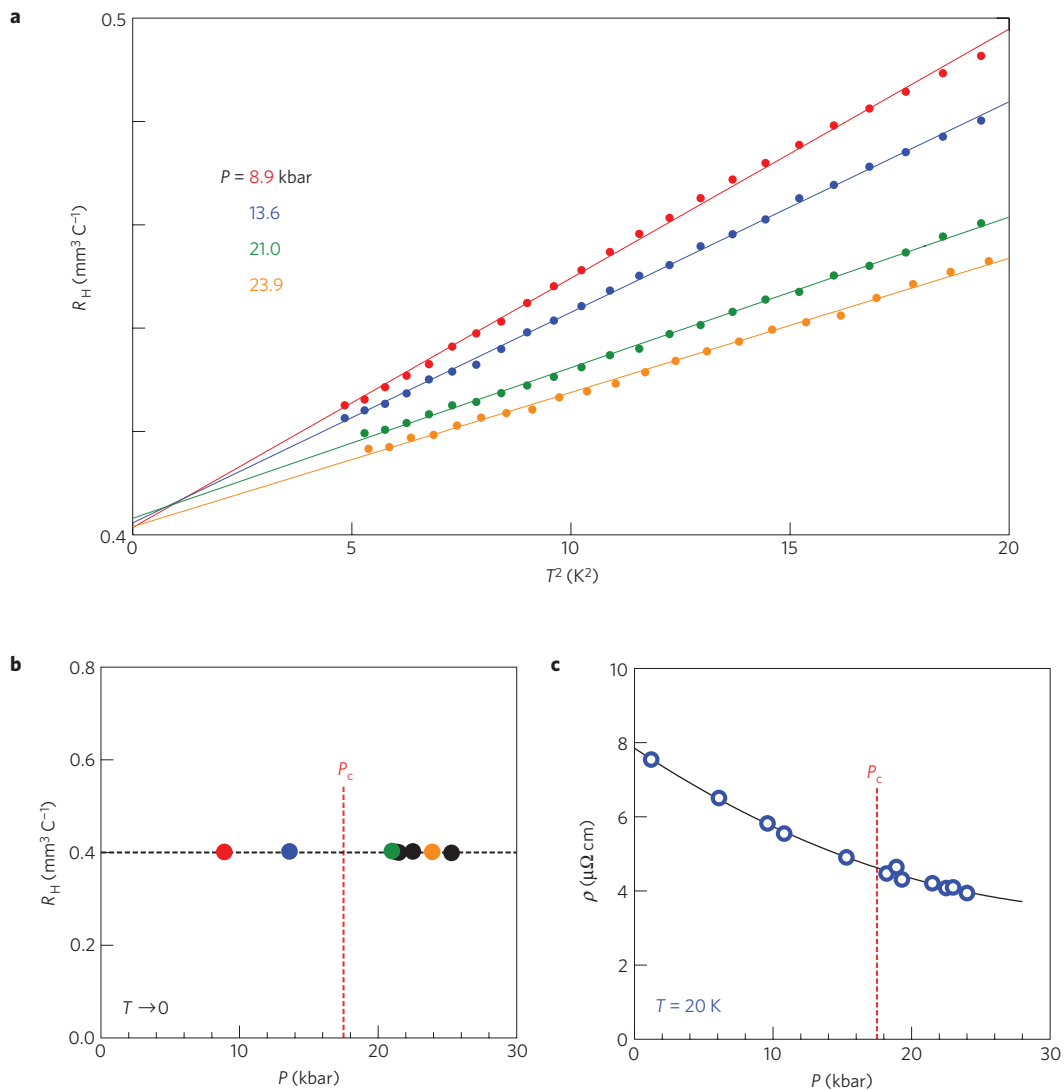 a
0.5
P = 8.9 kbar
13.6
21.0
23.9
R_H (mm³ C⁻¹)
0.4
0 5 10 15 20
T² (K²)
b
0.8
0.6
P_c
0.4
R_H (mm³ C⁻¹)
0.2
T →0
0.0
0 10 20 30
P (kbar)
c
10
8
P_c
6
ρ (μΩ cm)
4
2
T = 20 K
0
0 10 20 30
P (kbar)